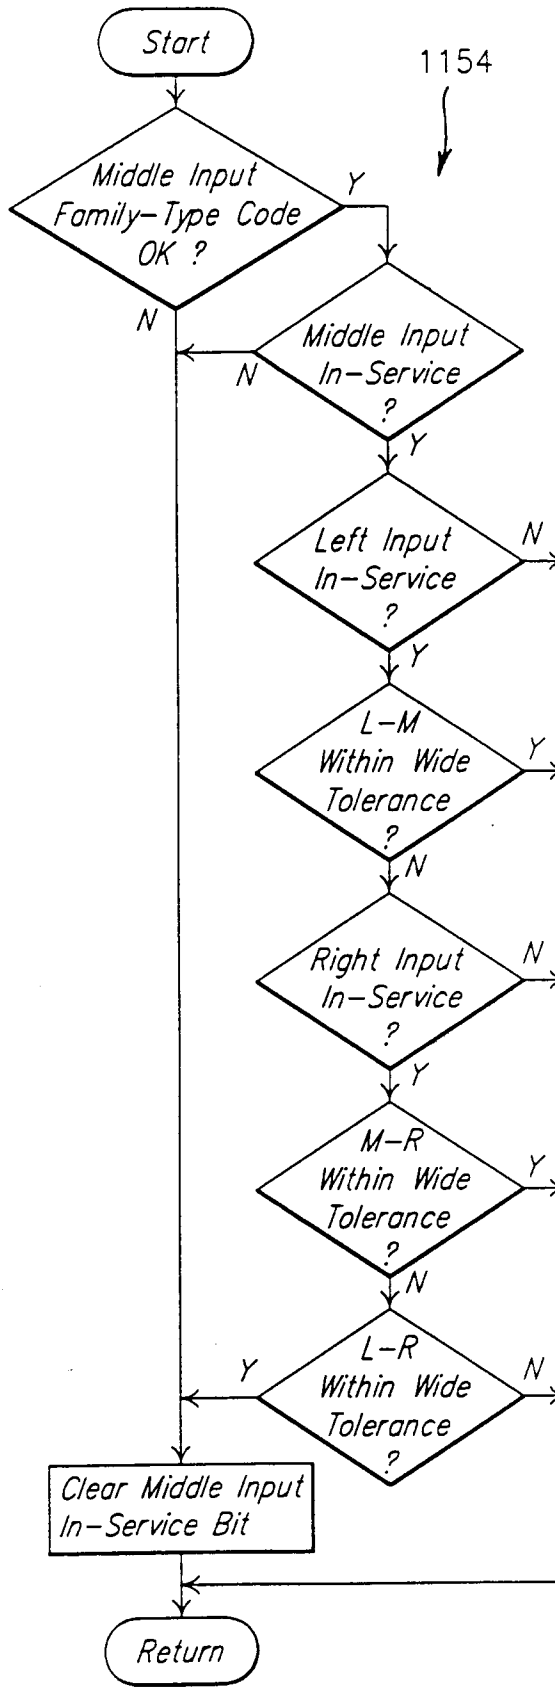 Start
1154
Middle Input
Family-Type Code
OK ?
Y
N
Middle Input
In-Service
?
N
Y
Left Input
In-Service
?
N
Y
L-M
Within Wide
Tolerance
?
Y
N
Right Input
In-Service
?
N
Y
M-R
Within Wide
Tolerance
?
Y
N
L-R
Within Wide
Tolerance
?
Y
N
Clear Middle Input
In-Service Bit
Return